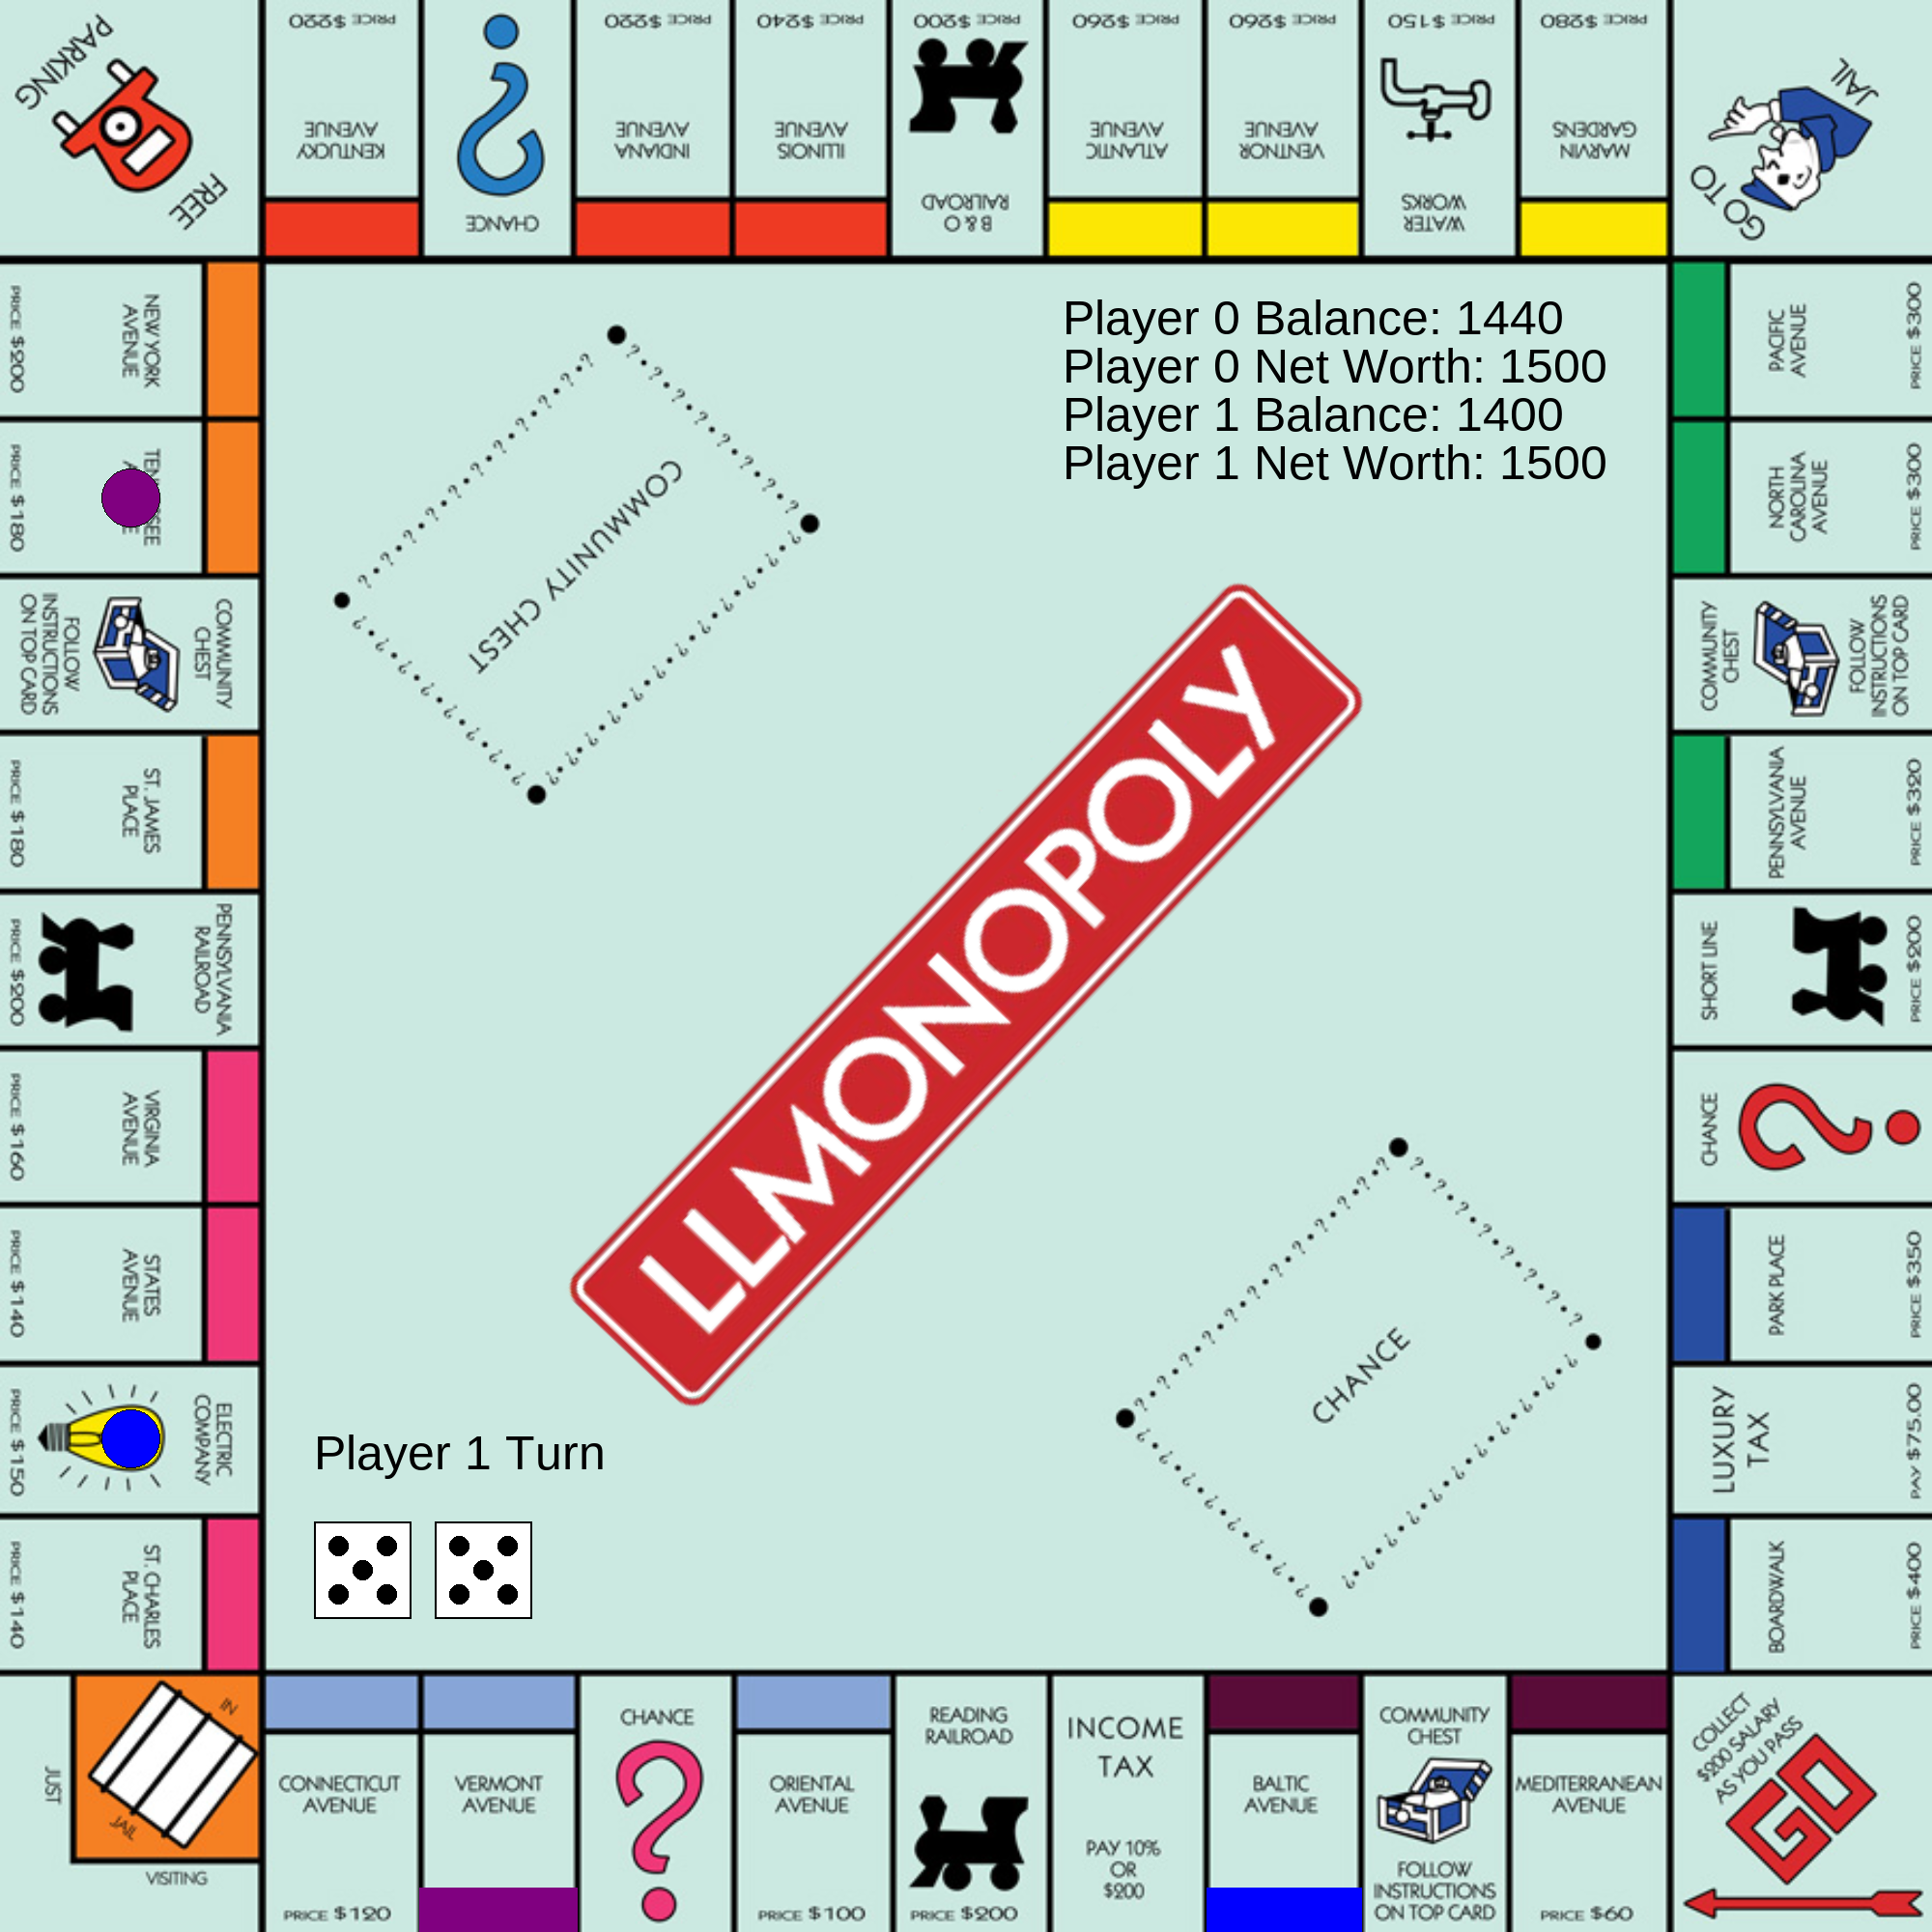 FREE
PARKING
PRICE $220
KENTUCKY
AVENUE
CHANCE
PRICE $220
INDIANA
AVENUE
PRICE $240
ILLINOIS
AVENUE
PRICE $200
B & O
RAILROAD
PRICE $260
ATLANTIC
AVENUE
PRICE $260
VENTNOR
AVENUE
PRICE $150
WATER
WORKS
PRICE $280
MARVIN
GARDENS
GO TO
JAIL
NEW YORK
AVENUE
PRICE $200
PRICE $180
COMMUNITY
CHEST
FOLLOW
INSTRUCTIONS
ON TOP CARD
ST. JAMES
PLACE
PRICE $180
PENNSYLVANIA
RAILROAD
PRICE $200
VIRGINIA
AVENUE
PRICE $160
STATES
AVENUE
PRICE $140
ELECTRIC
COMPANY
PRICE $150
ST. CHARLES
PLACE
PRICE $140
Player 0 Balance: 1440
Player 0 Net Worth: 1500
Player 1 Balance: 1400
Player 1 Net Worth: 1500
COMMUNITY CHEST
LLMONOPOLY
CHANCE
Player 1 Turn
PACIFIC
AVENUE
PRICE $300
NORTH
CAROLINA
AVENUE
PRICE $300
COMMUNITY
CHEST
FOLLOW
INSTRUCTIONS
ON TOP CARD
PENNSYLVANIA
AVENUE
PRICE $320
SHORT LINE
PRICE $200
CHANCE
PARK PLACE
PRICE $350
LUXURY
TAX
PAY $75.00
BOARDWALK
PRICE $400
IN
JAIL
JUST
VISITING
CONNECTICUT
AVENUE
PRICE $120
VERMONT
AVENUE
CHANCE
ORIENTAL
AVENUE
PRICE $100
READING
RAILROAD
PRICE $200
INCOME
TAX
PAY 10%
OR
$200
BALTIC
AVENUE
COMMUNITY
CHEST
FOLLOW
INSTRUCTIONS
ON TOP CARD
MEDITERRANEAN
AVENUE
PRICE $60
COLLECT
$200 SALARY
AS YOU PASS
GO